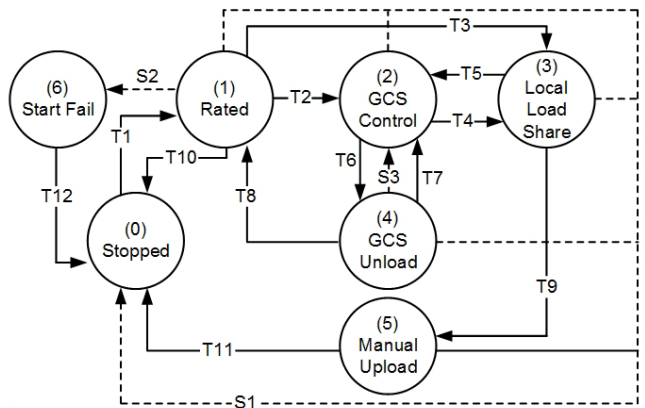 T3
(6)
Start Fail
S2
(1)
Rated
T2
(2)
GCS
Control
T5
T4
(3)
Local
Load
Share
T1
T10
T12
T6
S3
T7
T8
(0)
Stopped
(4)
GCS
Unload
T9
(5)
Manual
Upload
T11
S1